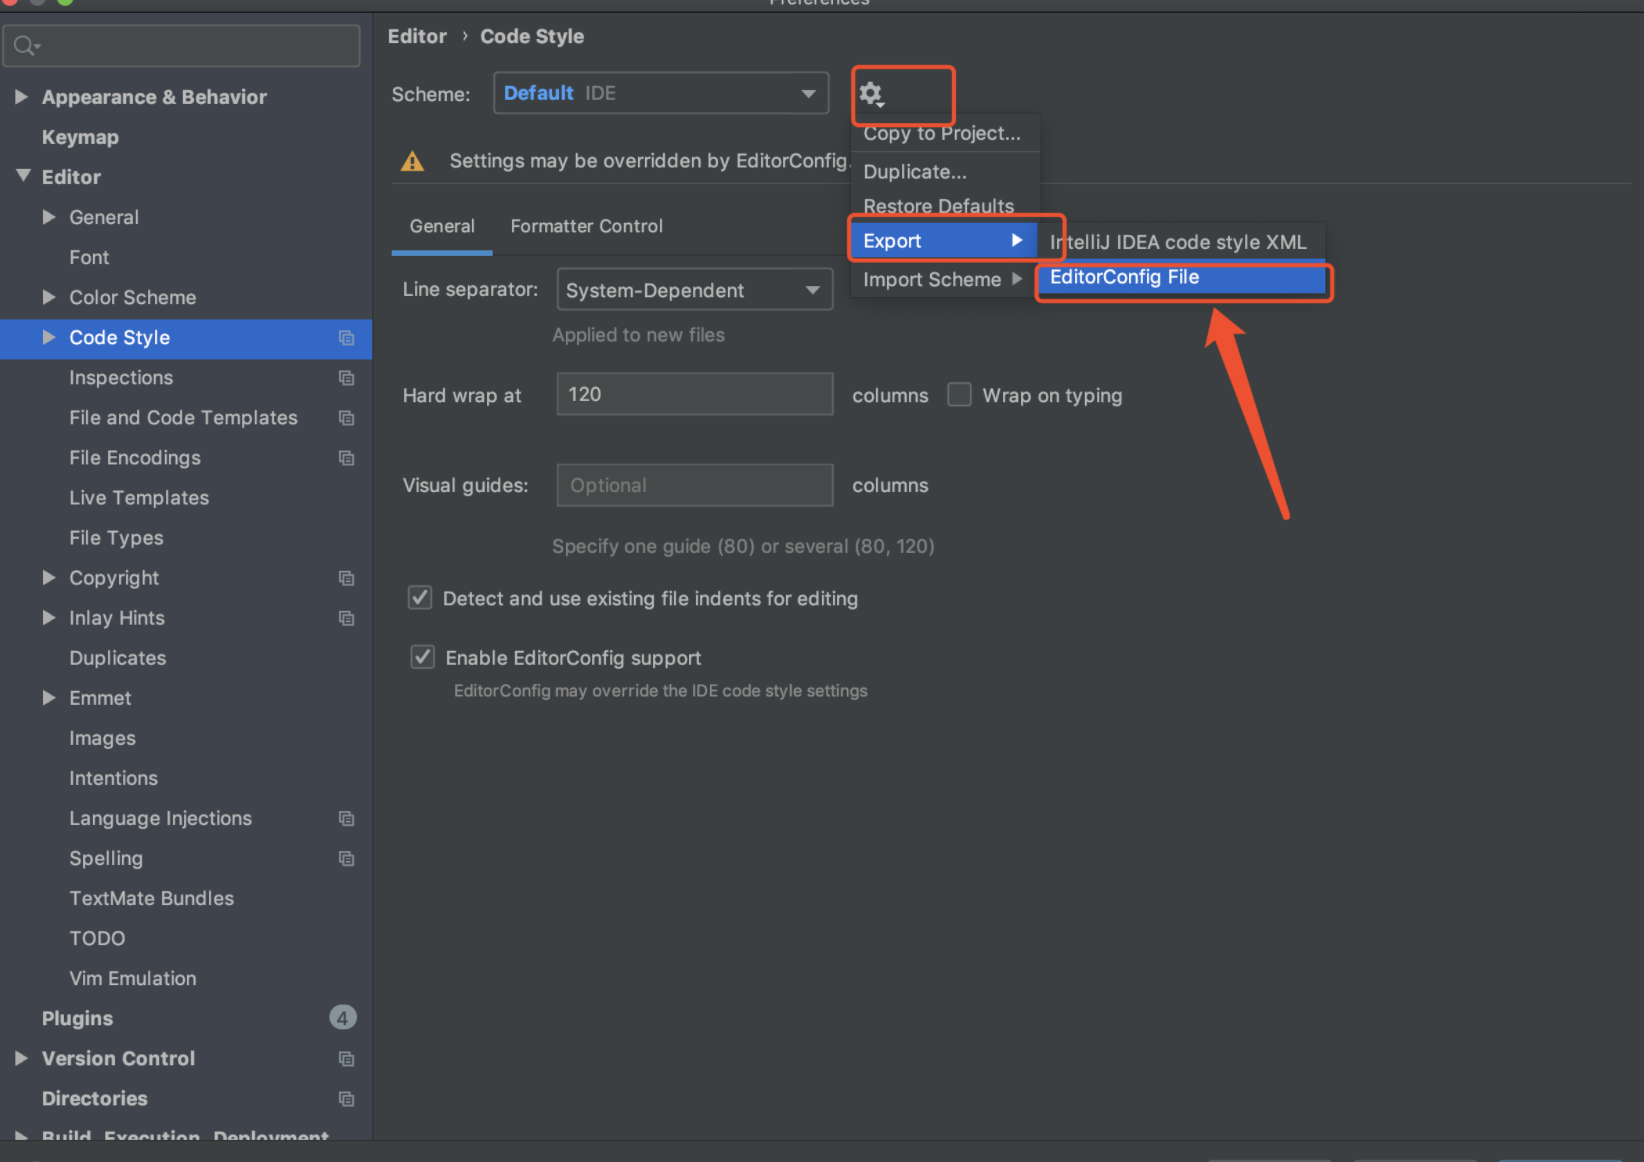 Preferences
Appearance & Behavior
Keymap
Editor
General
Font
Color Scheme
Code Style
Inspections
File and Code Templates
File Encodings
Live Templates
File Types
Copyright
Inlay Hints
Duplicates
Emmet
Images
Intentions
Language Injections
Spelling
TextMate Bundles
TODO
Vim Emulation
Plugins 4
Version Control
Directories
Build, Execution, Deployment
Editor › Code Style
Scheme: Default IDE
Settings may be overridden by EditorConfig.
Copy to Project...
Duplicate...
Restore Defaults
Export
Import Scheme
IntelliJ IDEA code style XML
EditorConfig File
General Formatter Control
Line separator: System-Dependent
Applied to new files
Hard wrap at 120 columns Wrap on typing
Visual guides: Optional columns
Specify one guide (80) or several (80, 120)
Detect and use existing file indents for editing
Enable EditorConfig support
EditorConfig may override the IDE code style settings